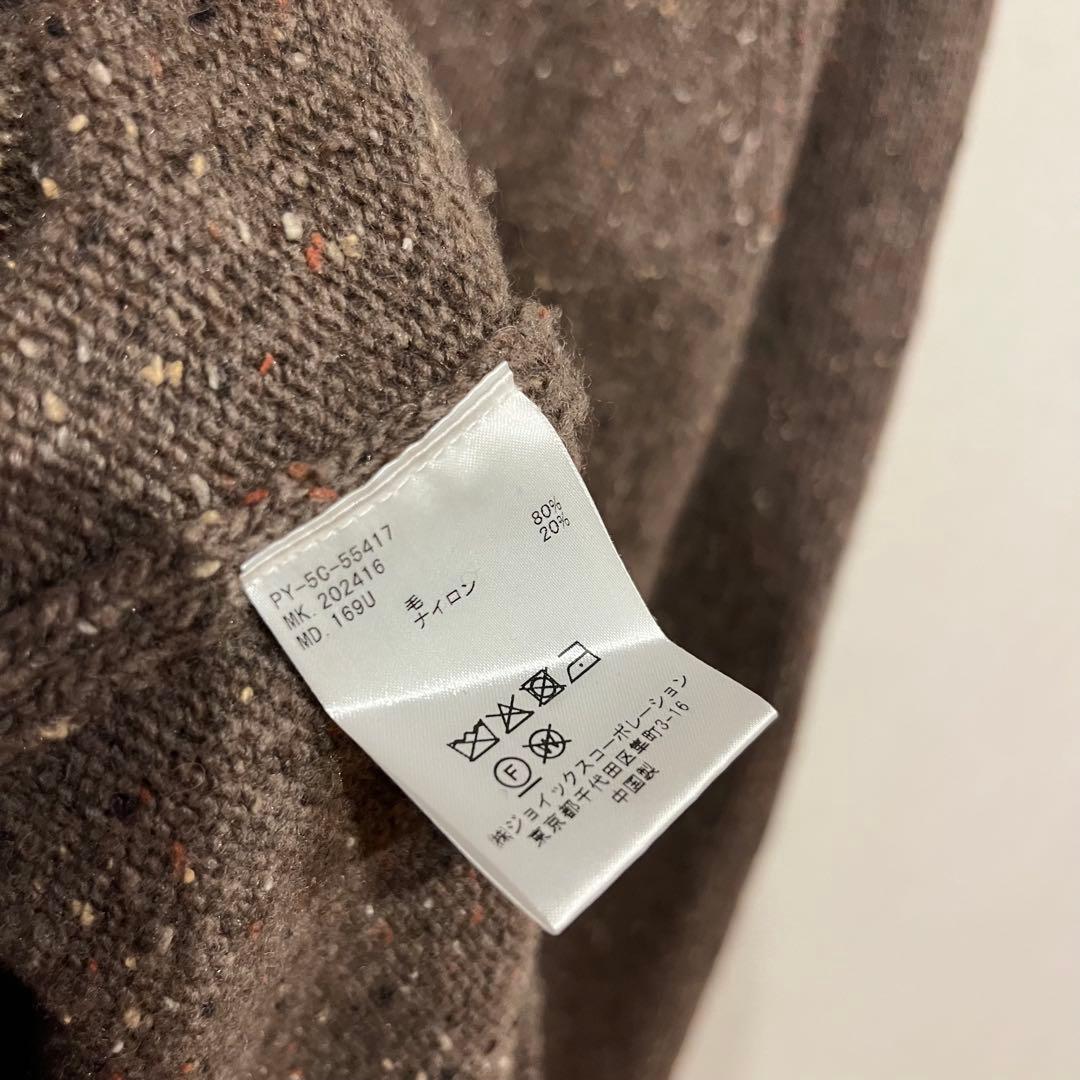 PY-5C-55417
MK. 202416
MD. 169U
毛 80%
ナイロン 20%
F
W
㈱ジョイックスコーポレーション
東京都千代田区隼町3-16
中国製